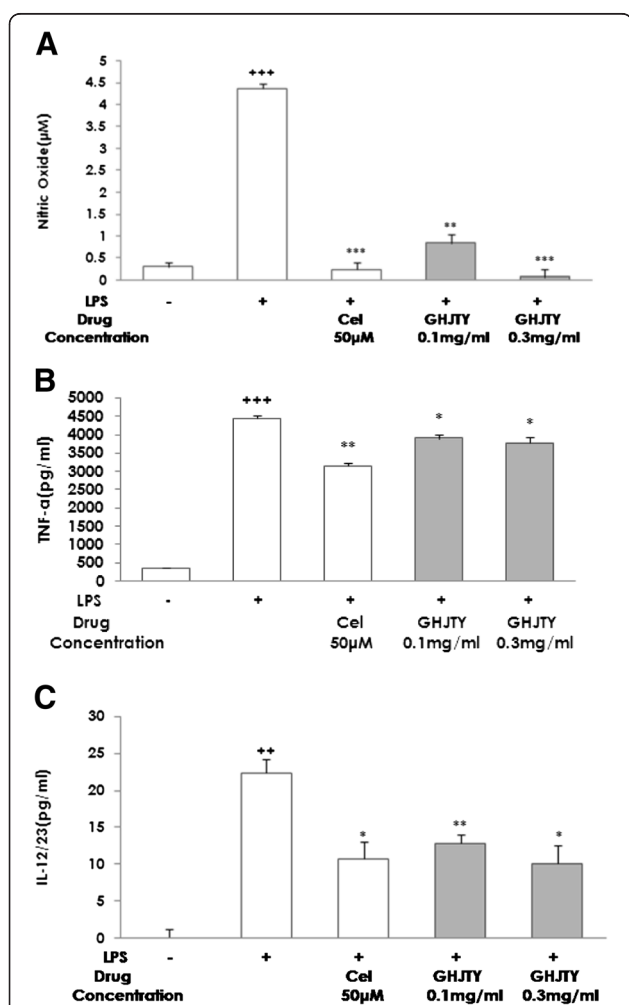 A
Nitric Oxide(μM)
5
4.5
4
3.5
3
2.5
2
1.5
1
0.5
0
+++
***
**
***
LPS - + + + +
Drug Cel GHJTY GHJTY
Concentration 50μM 0.1mg/ml 0.3mg/ml
B
TNF-α(pg/ml)
5000
4500
4000
3500
3000
2500
2000
1500
1000
500
0
+++
**
*
*
LPS - + + + +
Drug Cel GHJTY GHJTY
Concentration 50μM 0.1mg/ml 0.3mg/ml
C
IL-12/23(pg/ml)
30
25
20
15
10
5
0
++
*
**
*
LPS - + + + +
Drug Cel GHJTY GHJTY
Concentration 50μM 0.1mg/ml 0.3mg/ml